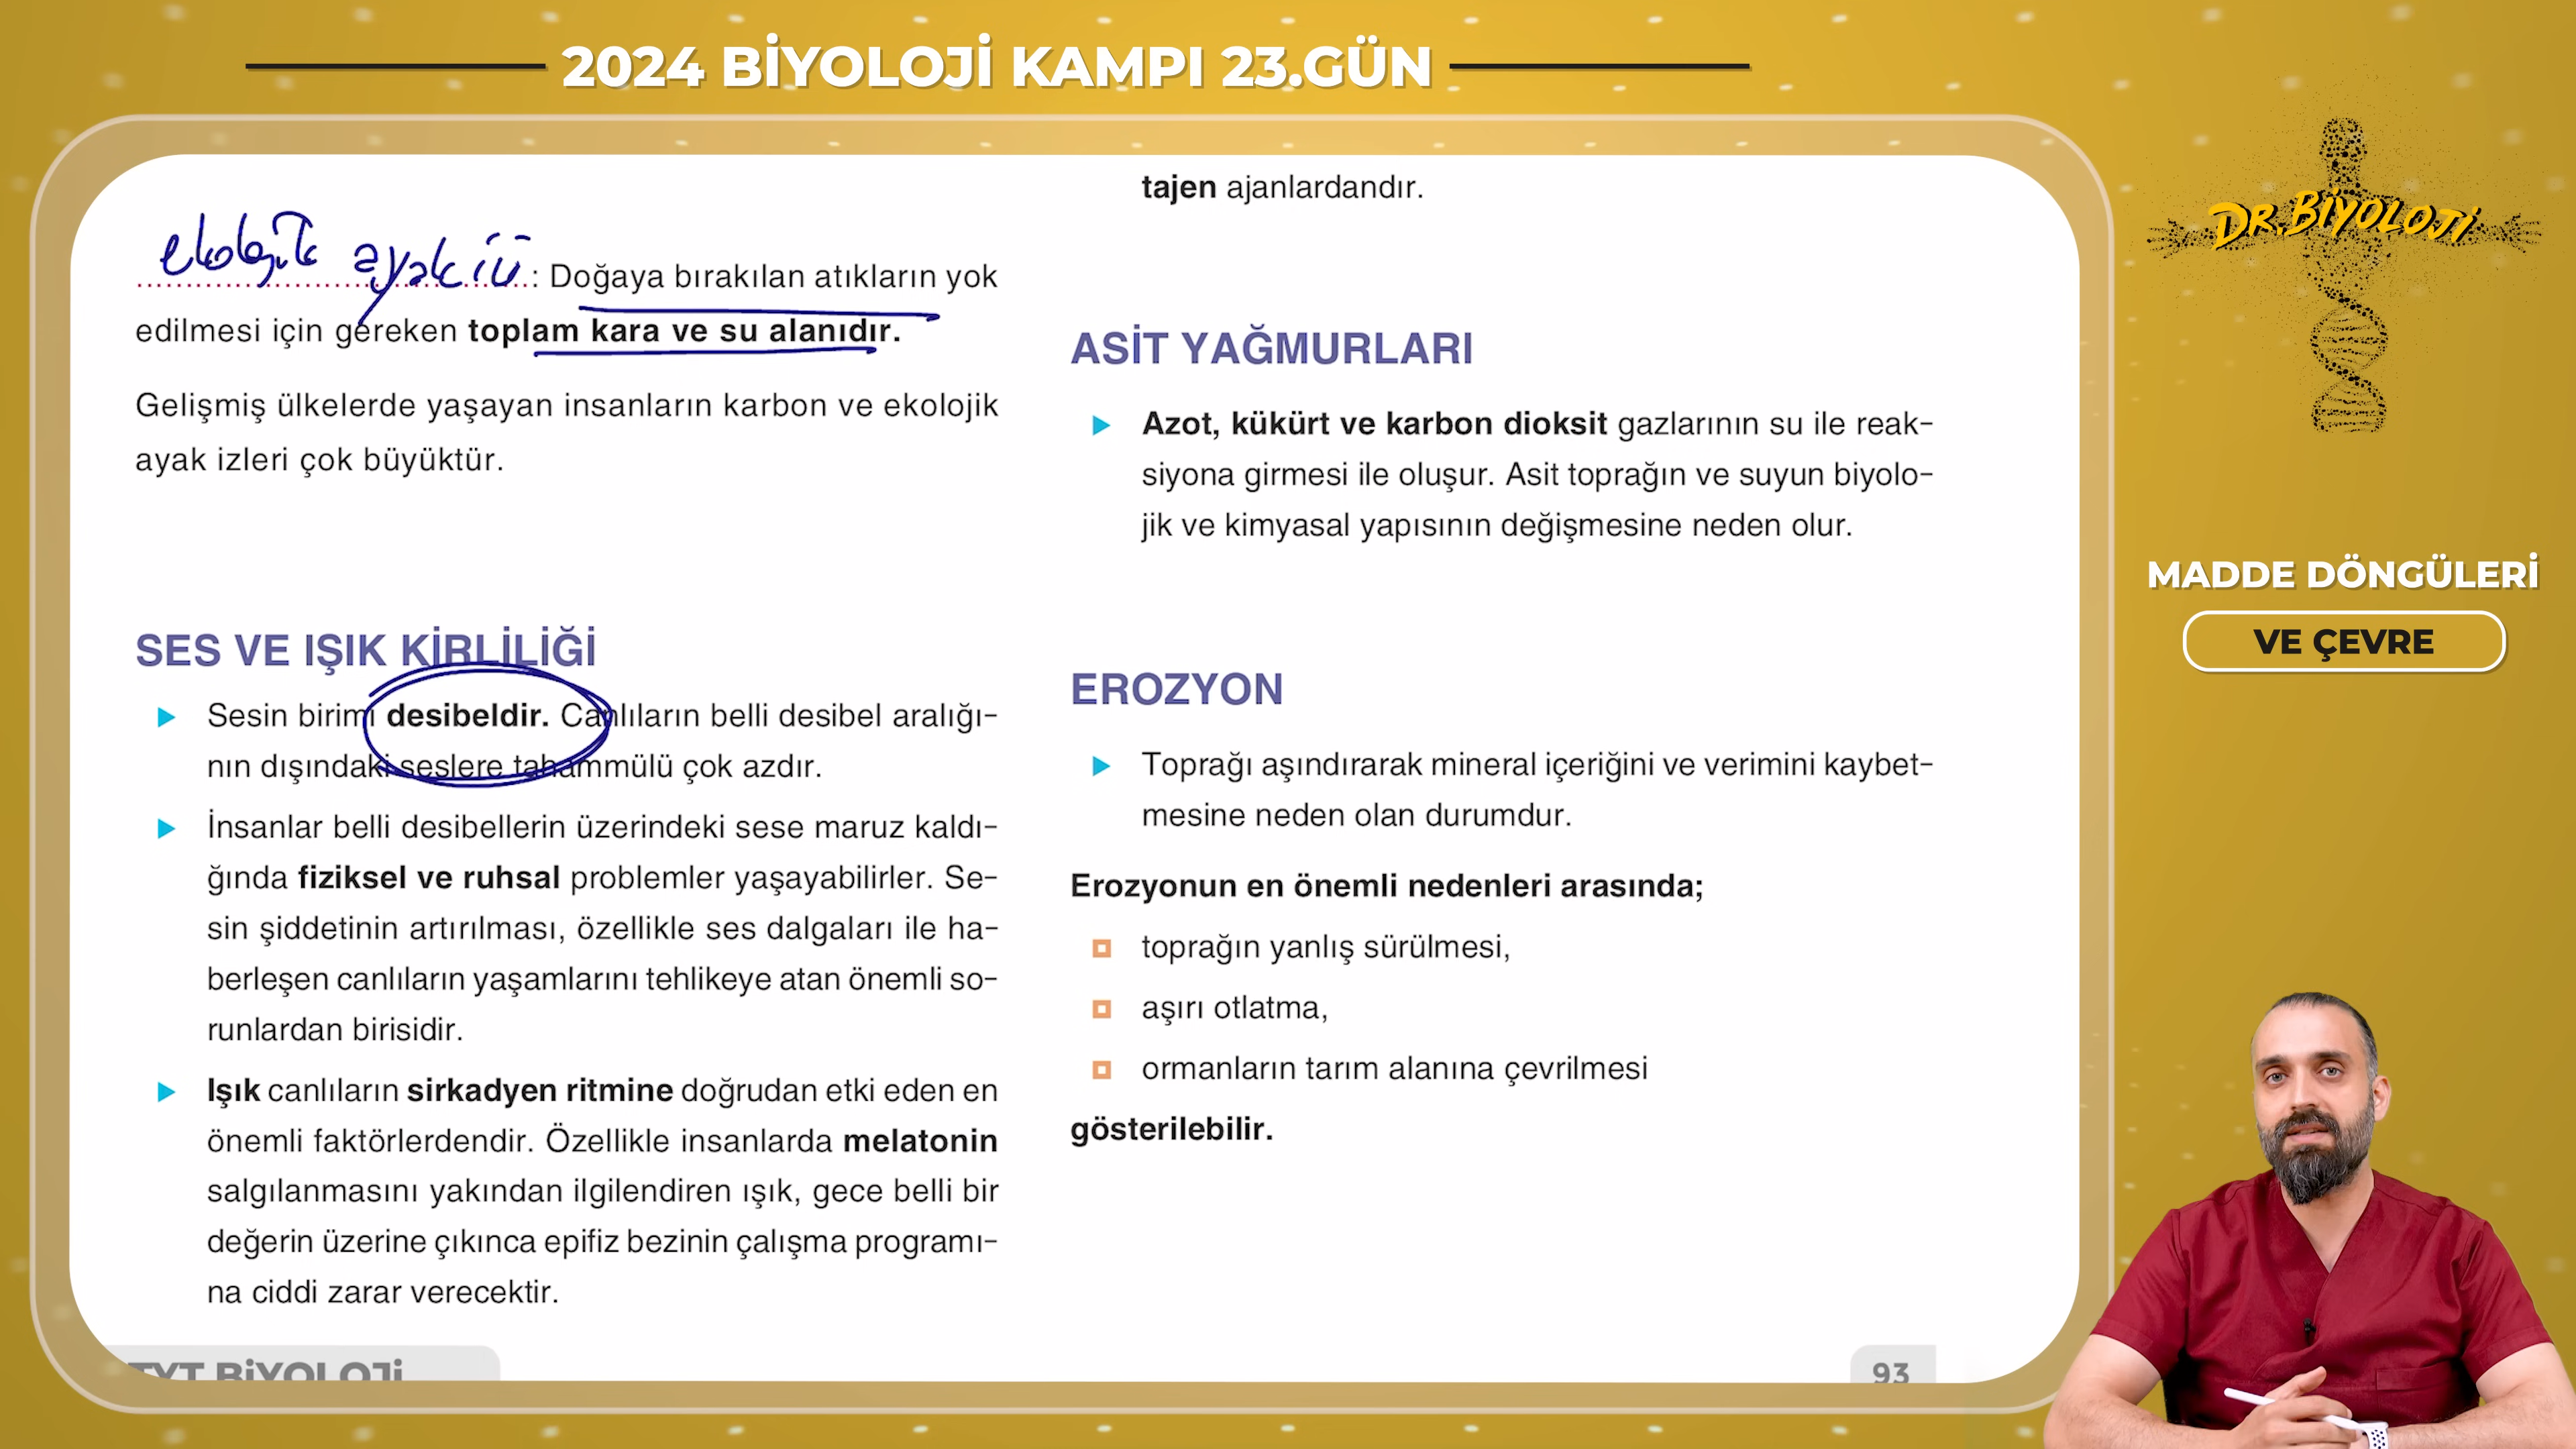 2024 BİYOLOJİ KAMPI 23.GÜN
ekolojik ayak izi: Doğaya bırakılan atıkların yok
edilmesi için gereken toplam kara ve su alanıdır.
Gelişmiş ülkelerde yaşayan insanların karbon ve ekolojik
ayak izleri çok büyüktür.
SES VE IŞIK KİRLİLİĞİ
Sesin birimi desibeldir. Canlıların belli desibel aralığı-
nın dışındaki seslere tahammülü çok azdır.
İnsanlar belli desibellerin üzerindeki sese maruz kaldı-
ğında fiziksel ve ruhsal problemler yaşayabilirler. Se-
sin şiddetinin artırılması, özellikle ses dalgaları ile ha-
berleşen canlıların yaşamlarını tehlikeye atan önemli so-
runlardan birisidir.
Işık canlıların sirkadyen ritmine doğrudan etki eden en
önemli faktörlerdendir. Özellikle insanlarda melatonin
salgılanmasını yakından ilgilendiren ışık, gece belli bir
değerin üzerine çıkınca epifiz bezinin çalışma programı-
na ciddi zarar verecektir.
TYT BİYOLOJİ
tajen ajanlardandır.
ASİT YAĞMURLARI
Azot, kükürt ve karbon dioksit gazlarının su ile reak-
siyona girmesi ile oluşur. Asit toprağın ve suyun biyolo-
jik ve kimyasal yapısının değişmesine neden olur.
EROZYON
Toprağı aşındırarak mineral içeriğini ve verimini kaybet-
mesine neden olan durumdur.
Erozyonun en önemli nedenleri arasında;
toprağın yanlış sürülmesi,
aşırı otlatma,
ormanların tarım alanına çevrilmesi
gösterilebilir.
93
DR.BİYOLOJİ
MADDE DÖNGÜLERİ
VE ÇEVRE